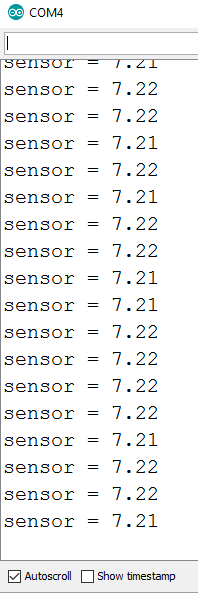 COM4
sensor = 7.21
sensor = 7.22
sensor = 7.22
sensor = 7.21
sensor = 7.22
sensor = 7.21
sensor = 7.22
sensor = 7.22
sensor = 7.21
sensor = 7.21
sensor = 7.22
sensor = 7.22
sensor = 7.22
sensor = 7.22
sensor = 7.21
sensor = 7.22
sensor = 7.22
sensor = 7.21
Autoscroll Show timestamp